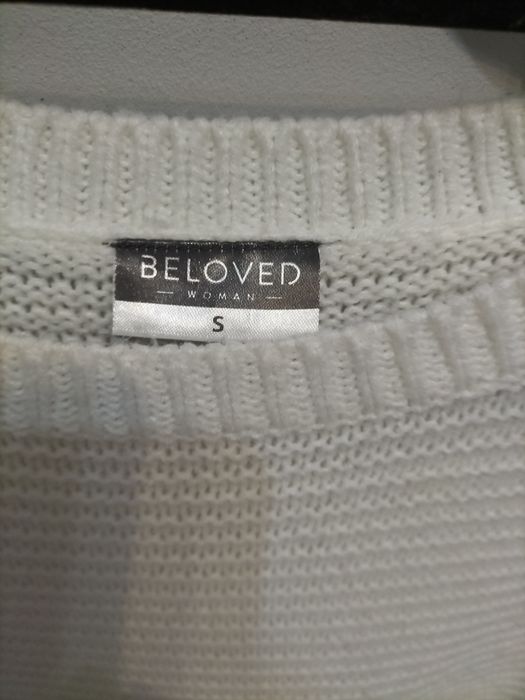 BELOVED
— WOMAN —
S